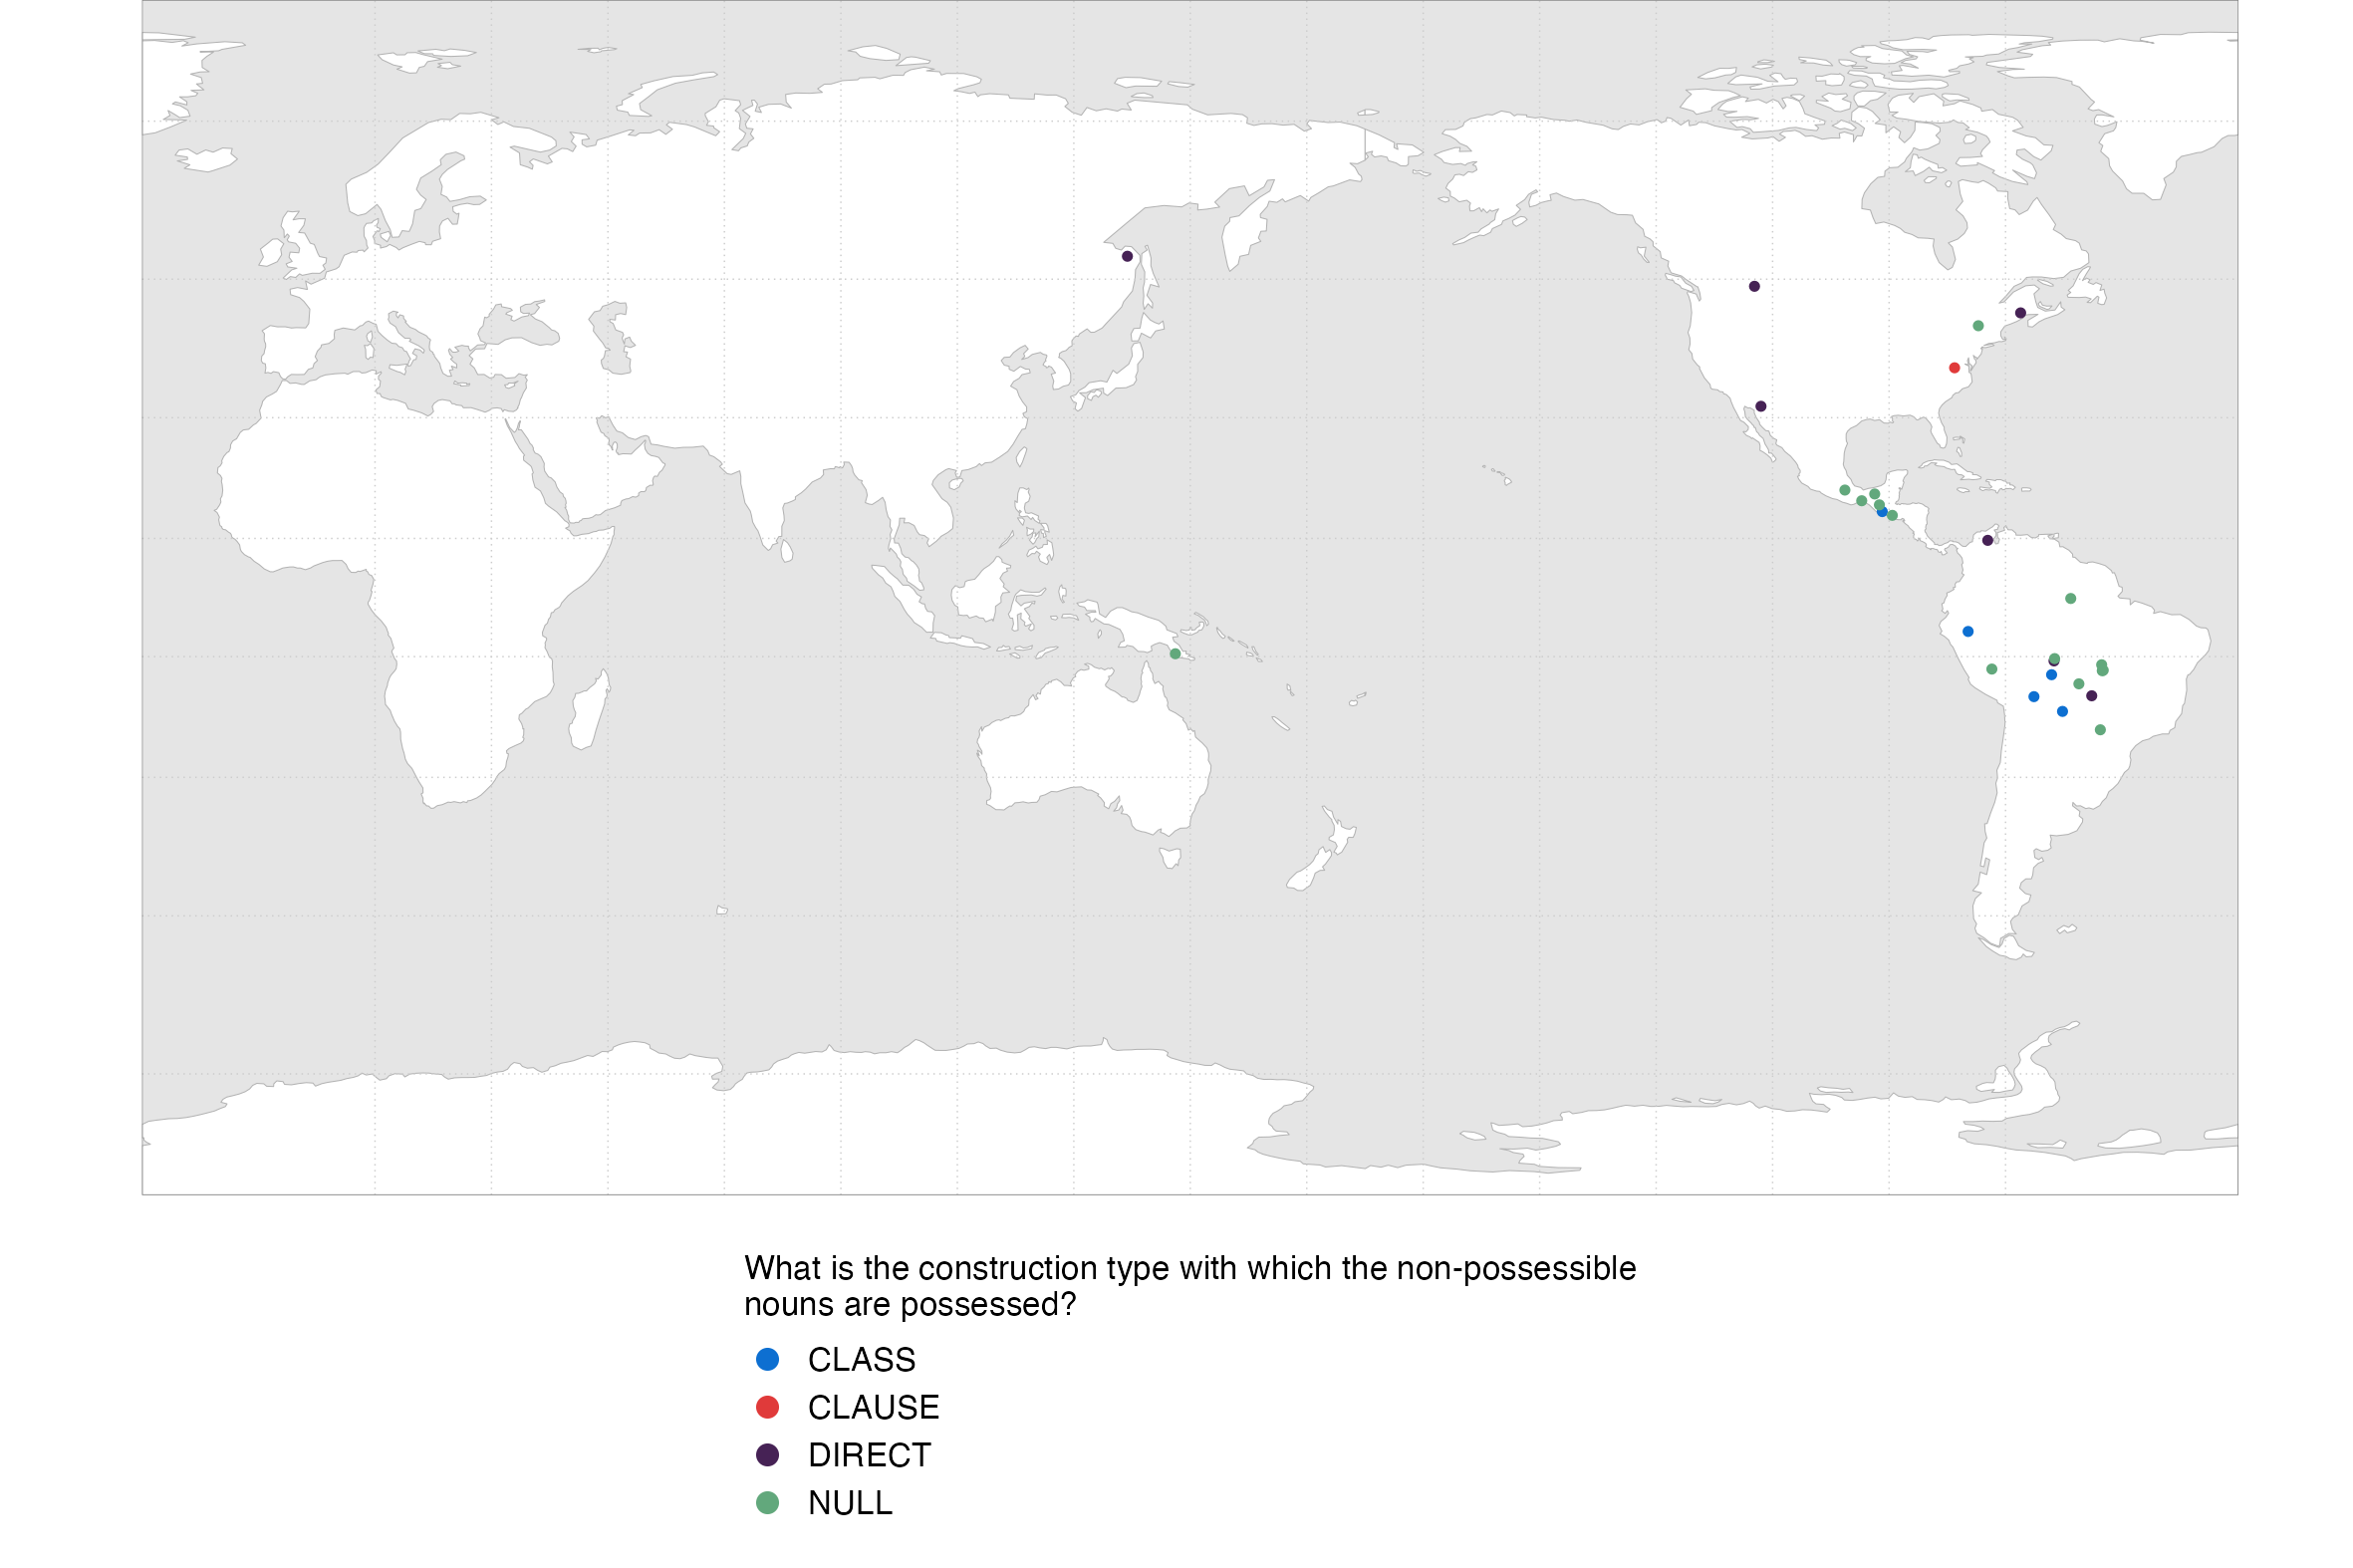 What is the construction type with which the non-possessible
nouns are possessed?
CLASS
CLAUSE
DIRECT
NULL